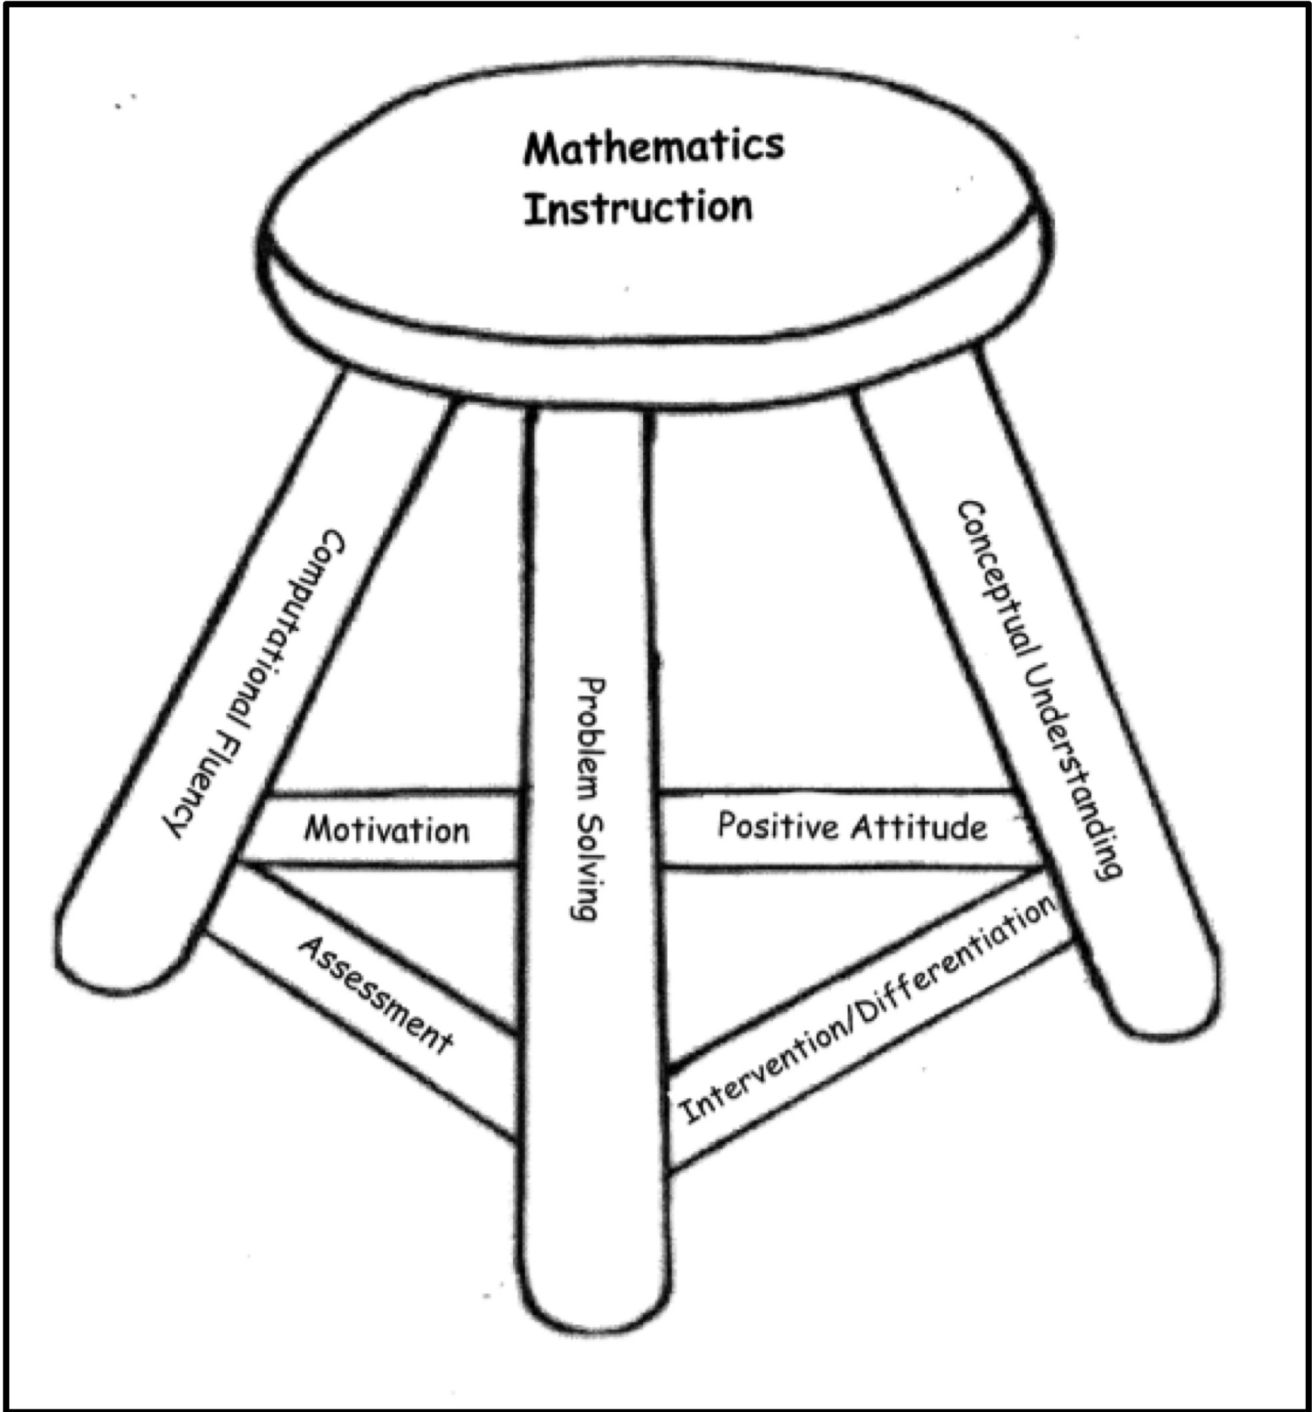 Mathematics
Instruction
Computational Fluency
Problem Solving
Conceptual Understanding
Motivation
Positive Attitude
Assessment
Intervention/Differentiation